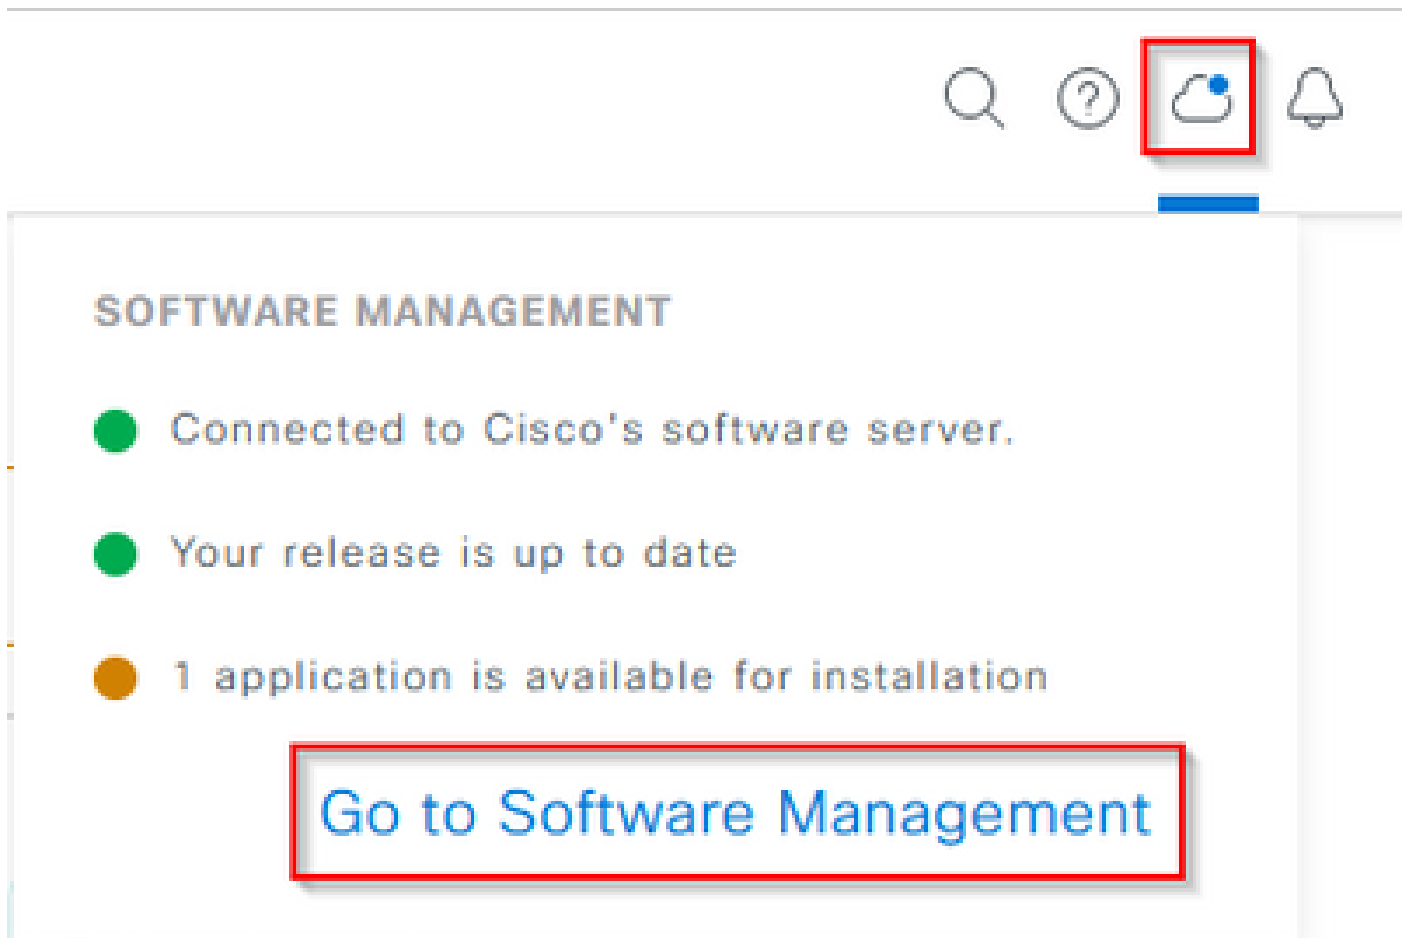 SOFTWARE MANAGEMENT
Connected to Cisco's software server.
Your release is up to date
1 application is available for installation
Go to Software Management